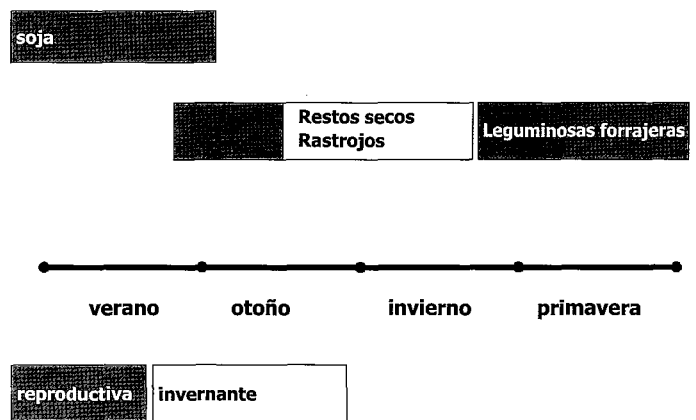 soja
Restos secos
Rastrojos
Leguminosas forrajeras
verano otoño invierno primavera
reproductiva invernante